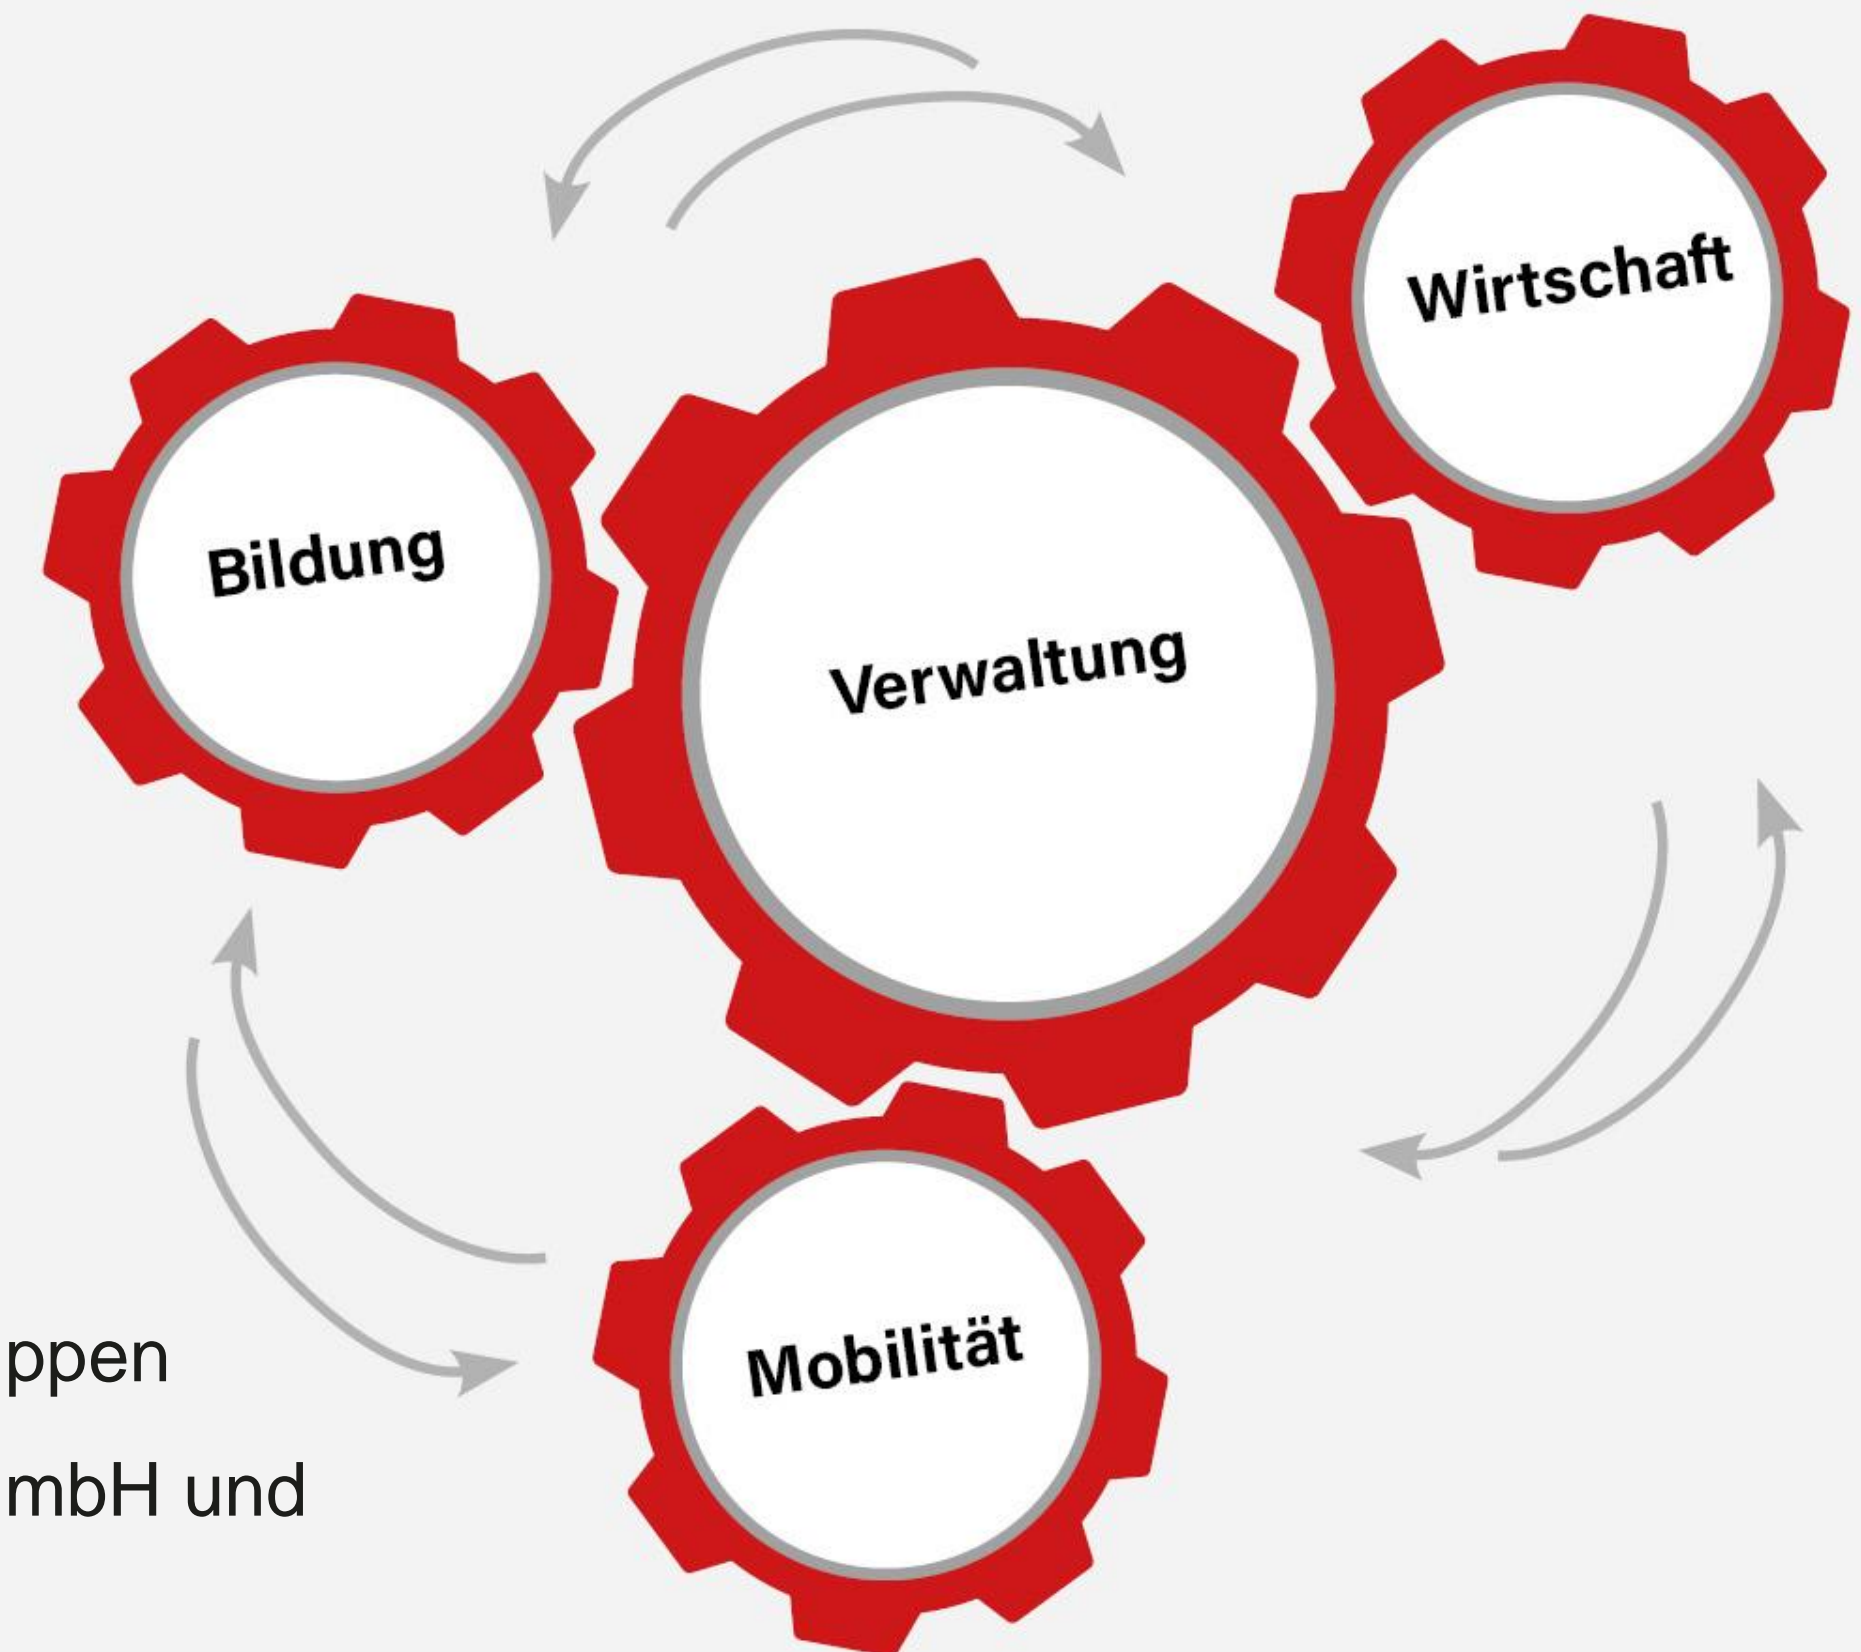 Wirtschaft
Bildung
Verwaltung
Mobilität
ppen
mbH und